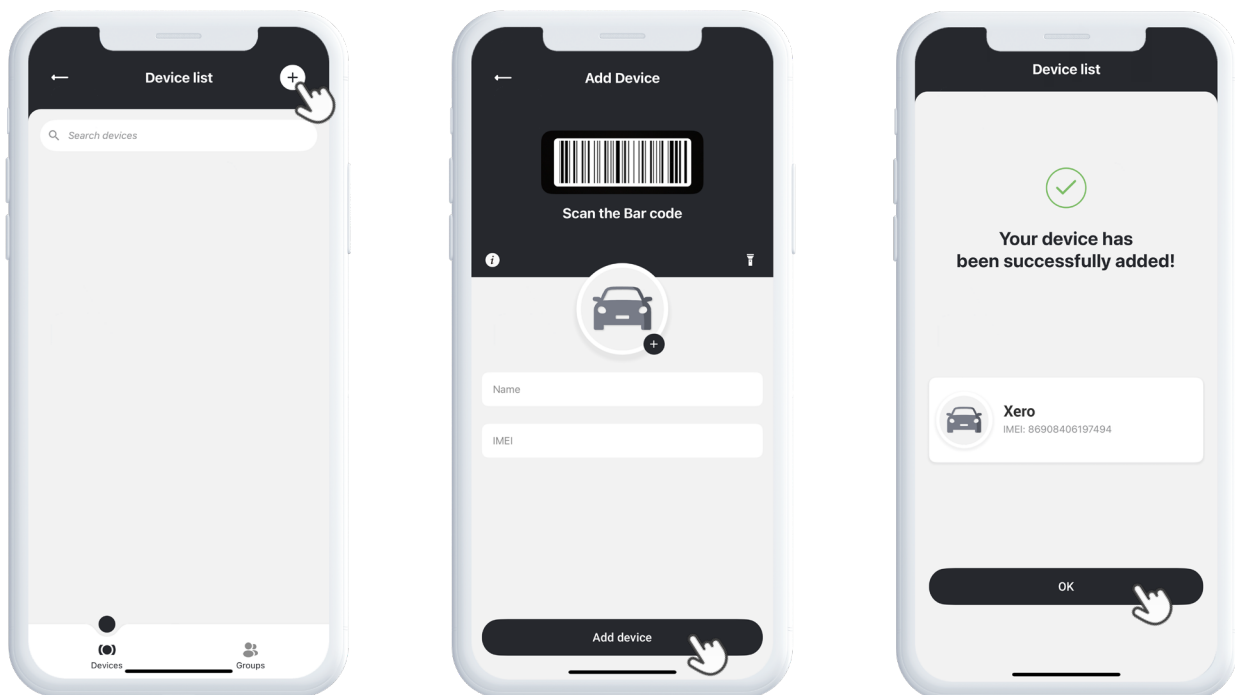 Device list
+
Search devices
Devices
Groups
Add Device
Scan the Bar code
i
+
Name
IMEI
Add device
Device list
Your device has
been successfully added!
Xero
IMEI: 86908406197494
OK